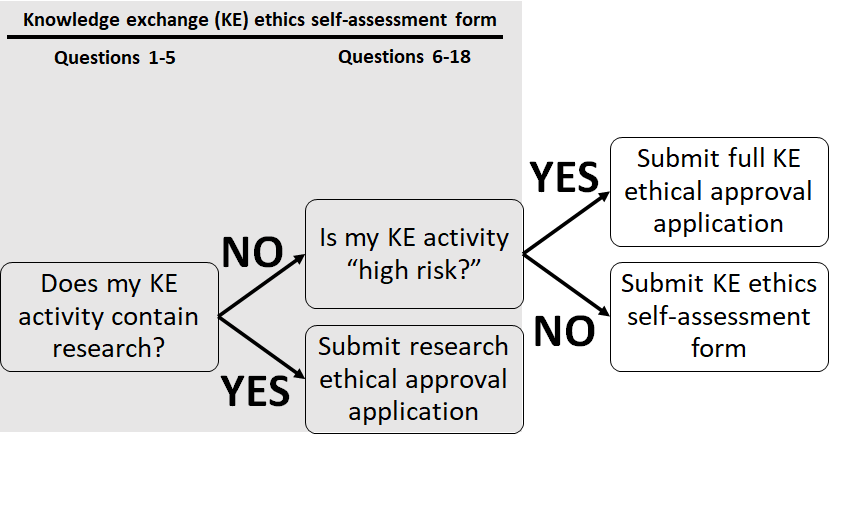 Knowledge exchange (KE) ethics self-assessment form
Questions 1-5
Questions 6-18
Does my KE
activity contain
research?
NO
YES
Is my KE activity
“high risk?”
Submit research
ethical approval
application
YES
NO
Submit full KE
ethical approval
application
Submit KE ethics
self-assessment
form